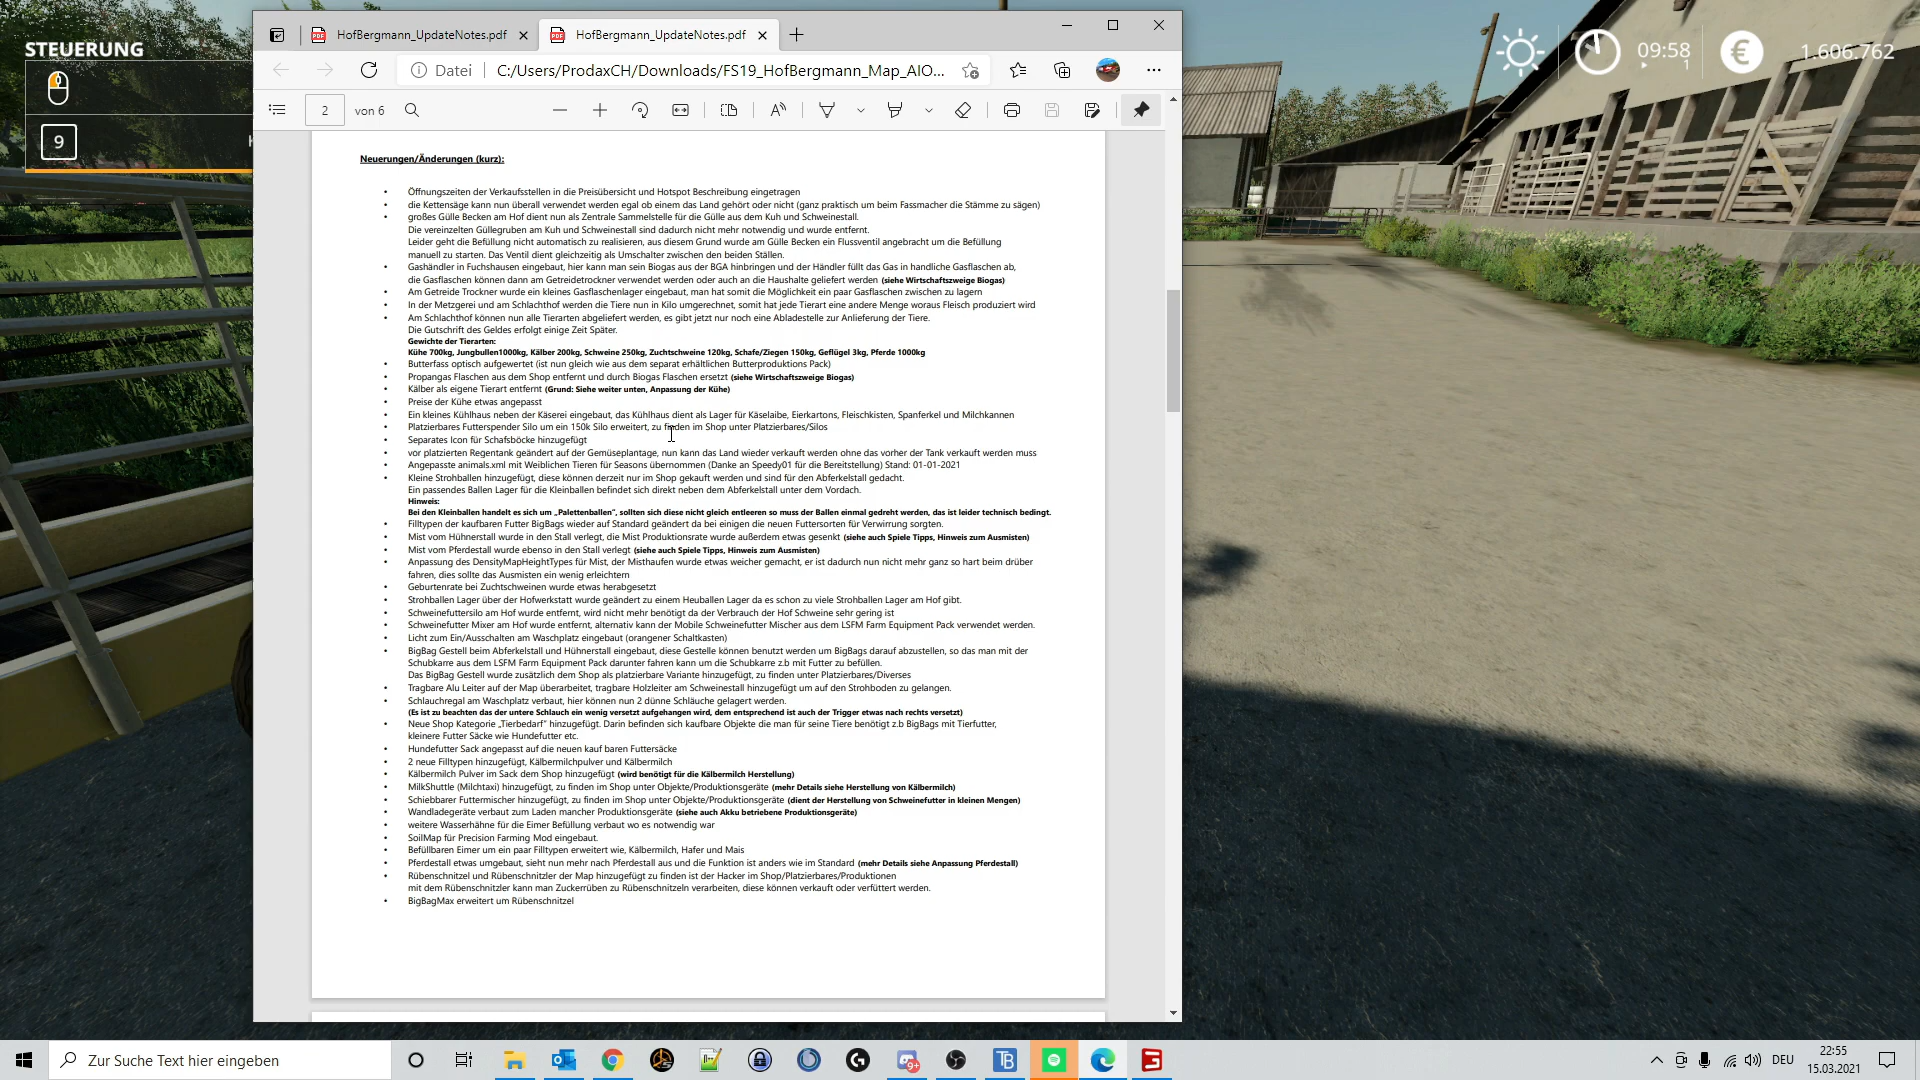 STEUERUNG
9
09:58
1
1.606.762
HofBergmann_UpdateNotes.pdf
HofBergmann_UpdateNotes.pdf
Datei
C:/Users/ProdaxCH/Downloads/FS19_HofBergmann_Map_AIO...
2 von 6
Neuerungen/Änderungen (kurz):
• Öffnungszeiten der Verkaufsstellen in die Preisübersicht und Hotspot Beschreibung eingetragen
• die Kettensäge kann nun überall verwendet werden egal ob einem das Land gehört oder nicht (ganz praktisch um beim Fassmacher die Stämme zu sägen)
• großes Gülle Becken am Hof dient nun als Zentrale Sammelstelle für die Gülle aus dem Kuh und Schweinestall.
• Die vereinzelten Güllegruben am Kuh und Schweinestall sind dadurch nicht mehr notwendig und wurde entfernt.
Leider geht die Befüllung nicht automatisch zu realisieren, aus diesem Grund wurde am Gülle Becken ein Flussventil angebracht um die Befüllung
manuell zu starten. Das Ventil dient gleichzeitig als Umschalter zwischen den beiden Ställen.
• Gashändler in Fuchshausen eingebaut, hier kann man sein Biogas aus der BGA hinbringen und der Händler füllt das Gas in handliche Gasflaschen ab,
die Gasflaschen können dann am Getreidetrockner verwendet werden oder auch an die Haushalte geliefert werden (siehe Wirtschaftszweige Biogas)
• Am Getreide Trockner wurde ein kleines Gasflaschenlager eingebaut, man hat somit die Möglichkeit ein paar Gasflaschen zwischen zu lagern
• In der Metzgerei und am Schlachthof werden die Tiere nun in Kilo umgerechnet, somit hat jede Tierart eine andere Menge woraus Fleisch produziert wird
• Am Schlachthof können nun alle Tierarten abgeliefert werden, es gibt jetzt nur noch eine Abladestelle zur Anlieferung der Tiere.
Die Gutschrift des Geldes erfolgt einige Zeit Später.
Gewichte der Tierarten:
Kühe 700kg, Jungbullen1000kg, Kälber 200kg, Schweine 250kg, Zuchtschweine 120kg, Schafe/Ziegen 150kg, Geflügel 3kg, Pferde 1000kg
• Butterfass optisch aufgewertet (ist nun gleich wie aus dem separat erhältlichen Butterproduktions Pack)
• Propangas Flaschen aus dem Shop entfernt und durch Biogas Flaschen ersetzt (siehe Wirtschaftszweige Biogas)
• Kälber als eigene Tierart entfernt (Grund: Siehe weiter unten, Anpassung der Kühe)
• Preise der Kühe etwas angepasst
• Ein kleines Kühlhaus neben der Käserei eingebaut, das Kühlhaus dient als Lager für Käselaibe, Eierkartons, Fleischkisten, Spanferkel und Milchkannen
• Platzierbares Futterspender Silo um ein 150k Silo erweitert, zu finden im Shop unter Platzierbares/Silos
• Separates Icon für Schafsböcke hinzugefügt
• vor platzierten Regentank geändert auf der Gemüseplantage, nun kann das Land wieder verkauft werden ohne das vorher der Tank verkauft werden muss
• Angepasste animals.xml mit Weiblichen Tieren für Seasons übernommen (Danke an Speedy01 für die Bereitstellung) Stand: 01-01-2021
• Kleine Strohballen hinzugefügt, diese können derzeit nur im Shop gekauft werden und sind für den Abferkelstall gedacht.
Ein passendes Ballen Lager für die Kleinballen befindet sich direkt neben dem Abferkelstall unter dem Vordach.
Hinweis:
Bei den Kleinballen handelt es sich um „Palettenballen“, sollten sich diese nicht gleich entleeren so muss der Ballen einmal gedreht werden, das ist leider technisch bedingt.
• Filltypen der kaufbaren Futter BigBags wieder auf Standard geändert da bei einigen die neuen Futtersorten für Verwirrung sorgten.
• Mist vom Hühnerstall wurde in den Stall verlegt, die Mist Produktionsrate wurde außerdem etwas gesenkt (siehe auch Spiele Tipps, Hinweis zum Ausmisten)
• Mist vom Pferdestall wurde ebenso in den Stall verlegt (siehe auch Spiele Tipps, Hinweis zum Ausmisten)
• Anpassung des DensityMapHeightTypes für Mist, der Misthaufen wurde etwas weicher gemacht, er ist dadurch nun nicht mehr ganz so hart beim drüber
fahren, dies sollte das Ausmisten ein wenig erleichtern
• Geburtenrate bei Zuchtschweinen wurde etwas herabgesetzt
• Strohballen Lager über der Hofwerkstatt wurde geändert zu einem Heuballen Lager da es schon zu viele Strohballen Lager am Hof gibt.
• Schweinefuttersilo am Hof wurde entfernt, wird nicht mehr benötigt da der Verbrauch der Hof Schweine sehr gering ist
• Schweinefutter Mixer am Hof wurde entfernt, alternativ kann der Mobile Schweinefutter Mischer aus dem LSFM Farm Equipment Pack verwendet werden.
• Licht zum Ein/Ausschalten am Waschplatz eingebaut (orangener Schaltkasten)
• BigBag Gestell beim Abferkelstall und Hühnerstall eingebaut, diese Gestelle können benutzt werden um BigBags darauf abzustellen, so das man mit der
Schubkarre aus dem LSFM Farm Equipment Pack darunter fahren kann um die Schubkarre z.b mit Futter zu befüllen.
Das BigBag Gestell wurde zusätzlich dem Shop als platzierbare Variante hinzugefügt, zu finden unter Platzierbares/Diverses
• Tragbare Alu Leiter auf der Map überarbeitet, tragbare Holzleiter am Schweinestall hinzugefügt um auf den Strohboden zu gelangen.
• Schlauchregal am Waschplatz verbaut, hier können nun 2 dünne Schläuche gelagert werden.
(Es ist zu beachten das der untere Schlauch ein wenig versetzt aufgehangen wird, dem entsprechend ist auch der Trigger etwas nach rechts versetzt)
• Neue Shop Kategorie „Tierbedarf“ hinzugefügt. Darin befinden sich kaufbare Objekte die man für seine Tiere benötigt z.b BigBags mit Tierfutter,
kleinere Futter Säcke wie Hundefutter etc.
• Hundefutter Sack angepasst auf die neuen kauf baren Futtersäcke
• 2 neue Filltypen hinzugefügt, Kälbermilchpulver und Kälbermilch
• Kälbermilch Pulver im Sack dem Shop hinzugefügt (wird benötigt für die Kälbermilch Herstellung)
• MilkShuttle (Milchtaxi) hinzugefügt, zu finden im Shop unter Objekte/Produktionsgeräte (mehr Details siehe Herstellung von Kälbermilch)
• Schiebbarer Futtermischer hinzugefügt, zu finden im Shop unter Objekte/Produktionsgeräte (dient der Herstellung von Schweinefutter in kleinen Mengen)
• Wandladegeräte verbaut zum Laden mancher Produktionsgeräte (siehe auch Akku betriebene Produktionsgeräte)
• weitere Wasserhähne für die Eimer Befüllung verbaut wo es notwendig war
• SoilMap für Precision Farming Mod eingebaut.
• Befüllbaren Eimer um ein paar Filltypen erweitert wie, Kälbermilch, Hafer und Mais
• Pferdestall etwas umgebaut, sieht nun mehr nach Pferdestall aus und die Funktion ist anders wie im Standard (mehr Details siehe Anpassung Pferdestall)
• Rübenschnitzel und Rübenschnitzler der Map hinzugefügt zu finden ist der Hacker im Shop/Platzierbares/Produktionen
mit dem Rübenschnitzler kann man Zuckerrüben zu Rübenschnitzeln verarbeiten, diese können verkauft oder verfüttert werden.
• BigBagMax erweitert um Rübenschnitzel
Zur Suche Text hier eingeben
9+
TB
DEU
22:55
15.03.2021